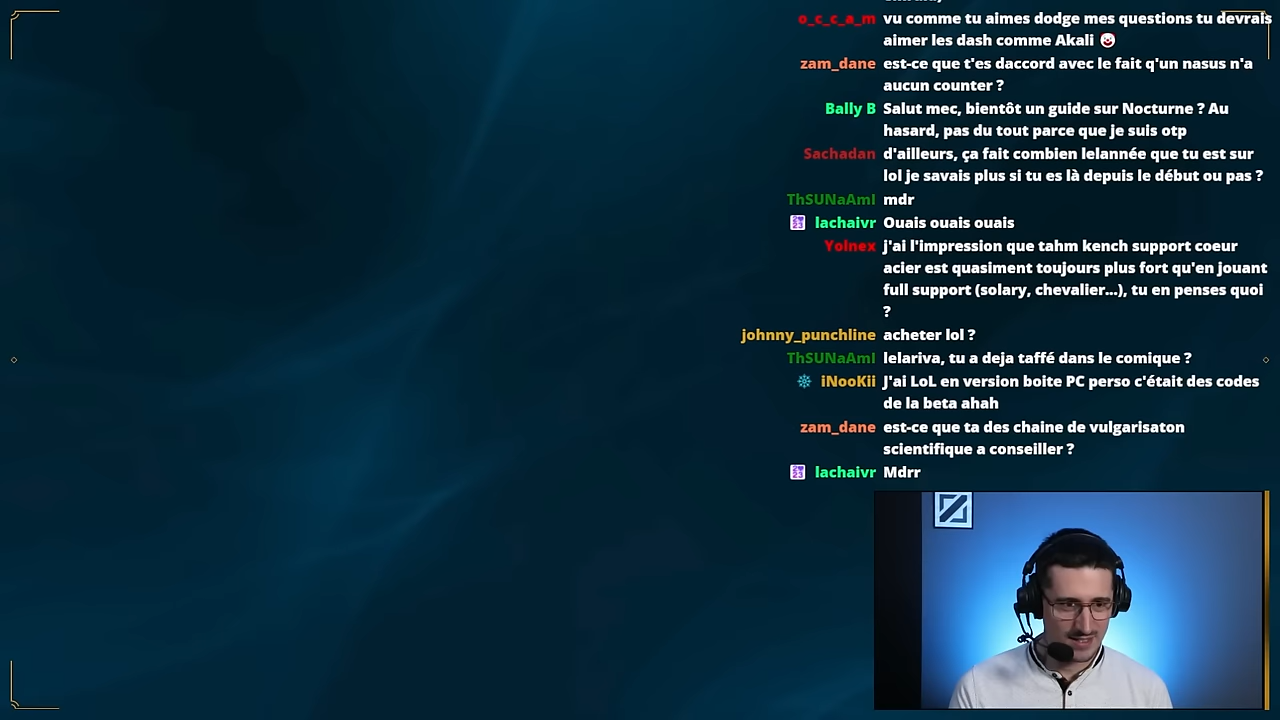 o_c_c_a_m vu comme tu aimes dodge mes questions tu devrais
aimer les dash comme Akali 🤡
zam_dane est-ce que t'es daccord avec le fait q'un nasus n'a
aucun counter ?
Bally B Salut mec, bientôt un guide sur Nocturne ? Au
hasard, pas du tout parce que je suis otp
Sachadan d'ailleurs, ça fait combien lelannée que tu est sur
lol je savais plus si tu es là depuis le début ou pas ?
ThSUNaAmI mdr
lachaivr Ouais ouais ouais
Yolnex j'ai l'impression que tahm kench support coeur
acier est quasiment toujours plus fort qu'en jouant
full support (solary, chevalier...), tu en penses quoi
?
johnny_punchline acheter lol ?
ThSUNaAmI lelariva, tu a deja taffé dans le comique ?
iNooKii J'ai LoL en version boite PC perso c'était des codes
de la beta ahah
zam_dane est-ce que ta des chaine de vulgarisaton
scientifique a conseiller ?
lachaivr Mdrr